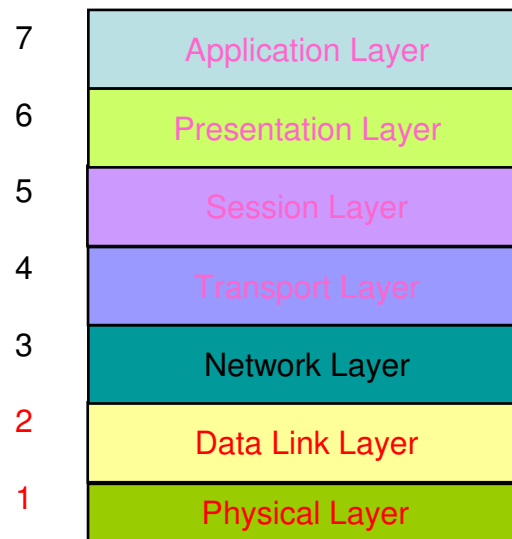 7 Application Layer
6 Presentation Layer
5 Session Layer
4 Transport Layer
3 Network Layer
2 Data Link Layer
1 Physical Layer